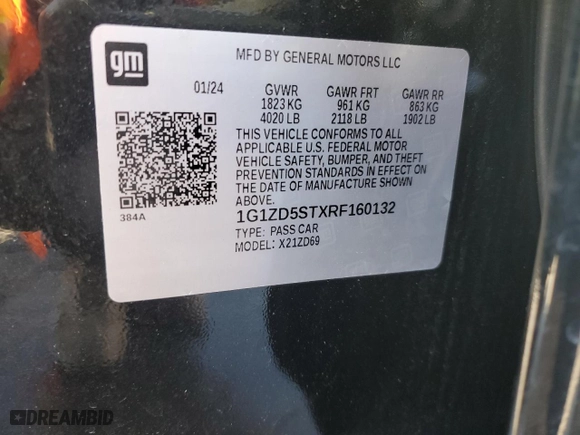 gm
MFD BY GENERAL MOTORS LLC
01/24 GVWR GAWR FRT GAWR RR
1823 KG 961 KG 863 KG
4020 LB 2118 LB 1902 LB
THIS VEHICLE CONFORMS TO ALL
APPLICABLE U.S. FEDERAL MOTOR
VEHICLE SAFETY, BUMPER, AND THEFT
PREVENTION STANDARDS IN EFFECT ON
THE DATE OF MANUFACTURE SHOWN
ABOVE.
384A
1G1ZD5STXRF160132
TYPE: PASS CAR
MODEL: X21ZD69
DREAMBID